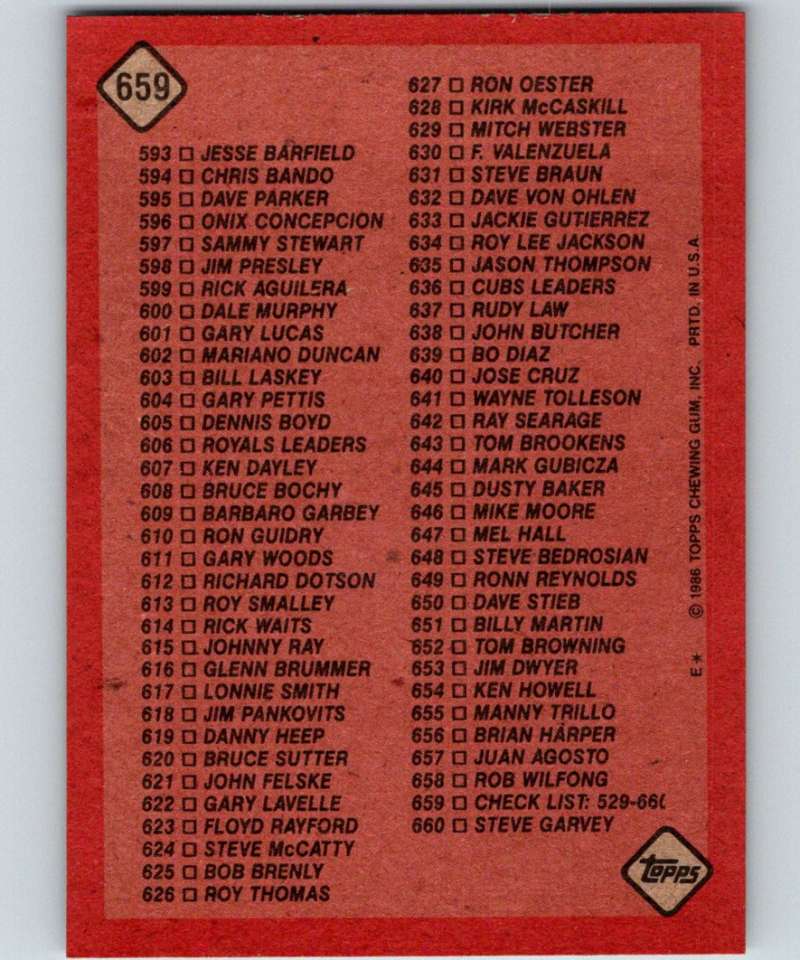 659
593 □ JESSE BARFIELD
594 □ CHRIS BANDO
595 □ DAVE PARKER
596 □ ONIX CONCEPCION
597 □ SAMMY STEWART
598 □ JIM PRESLEY
599 □ RICK AGUILERA
600 □ DALE MURPHY
601 □ GARY LUCAS
602 □ MARIANO DUNCAN
603 □ BILL LASKEY
604 □ GARY PETTIS
605 □ DENNIS BOYD
606 □ ROYALS LEADERS
607 □ KEN DAYLEY
608 □ BRUCE BOCHY
609 □ BARBARO GARBEY
610 □ RON GUIDRY
611 □ GARY WOODS
612 □ RICHARD DOTSON
613 □ ROY SMALLEY
614 □ RICK WAITS
615 □ JOHNNY RAY
616 □ GLENN BRUMMER
617 □ LONNIE SMITH
618 □ JIM PANKOVITS
619 □ DANNY HEEP
620 □ BRUCE SUTTER
621 □ JOHN FELSKE
622 □ GARY LAVELLE
623 □ FLOYD RAYFORD
624 □ STEVE McCATTY
625 □ BOB BRENLY
626 □ ROY THOMAS
627 □ RON OESTER
628 □ KIRK McCASKILL
629 □ MITCH WEBSTER
630 □ F. VALENZUELA
631 □ STEVE BRAUN
632 □ DAVE VON OHLEN
633 □ JACKIE GUTIERREZ
634 □ ROY LEE JACKSON
635 □ JASON THOMPSON
636 □ CUBS LEADERS
637 □ RUDY LAW
638 □ JOHN BUTCHER
639 □ BO DIAZ
640 □ JOSE CRUZ
641 □ WAYNE TOLLESON
642 □ RAY SEARAGE
643 □ TOM BROOKENS
644 □ MARK GUBICZA
645 □ DUSTY BAKER
646 □ MIKE MOORE
647 □ MEL HALL
648 □ STEVE BEDROSIAN
649 □ RONN REYNOLDS
650 □ DAVE STIEB
651 □ BILLY MARTIN
652 □ TOM BROWNING
653 □ JIM DWYER
654 □ KEN HOWELL
655 □ MANNY TRILLO
656 □ BRIAN HARPER
657 □ JUAN AGOSTO
658 □ ROB WILFONG
659 □ CHECK LIST: 529-660
660 □ STEVE GARVEY
E* © 1986 TOPPS CHEWING GUM, INC. PRTD. IN U.S.A.
TOPPS